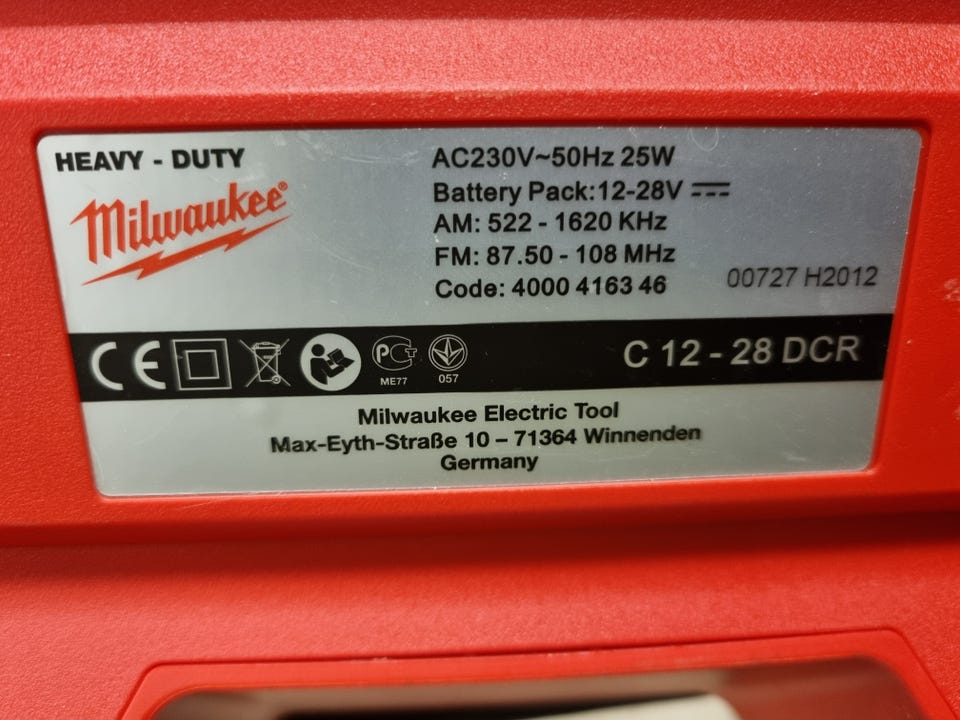 HEAVY - DUTY
Milwaukee®
AC230V~50Hz 25W
Battery Pack:12-28V
AM: 522 - 1620 KHz
FM: 87.50 - 108 MHz
Code: 4000 4163 46
00727 H2012
CE
PCT
ME77
057
C 12 - 28 DCR
Milwaukee Electric Tool
Max-Eyth-Straße 10 – 71364 Winnenden
Germany